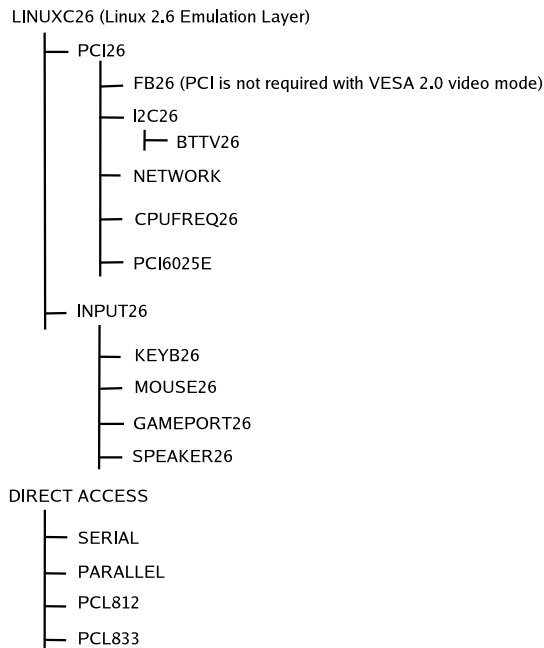 LINUXC26 (Linux 2.6 Emulation Layer)
PCI26
FB26 (PCI is not required with VESA 2.0 video mode)
I2C26
BTTV26
NETWORK
CPUFREQ26
PCI6025E
INPUT26
KEYB26
MOUSE26
GAMEPORT26
SPEAKER26
DIRECT ACCESS
SERIAL
PARALLEL
PCL812
PCL833